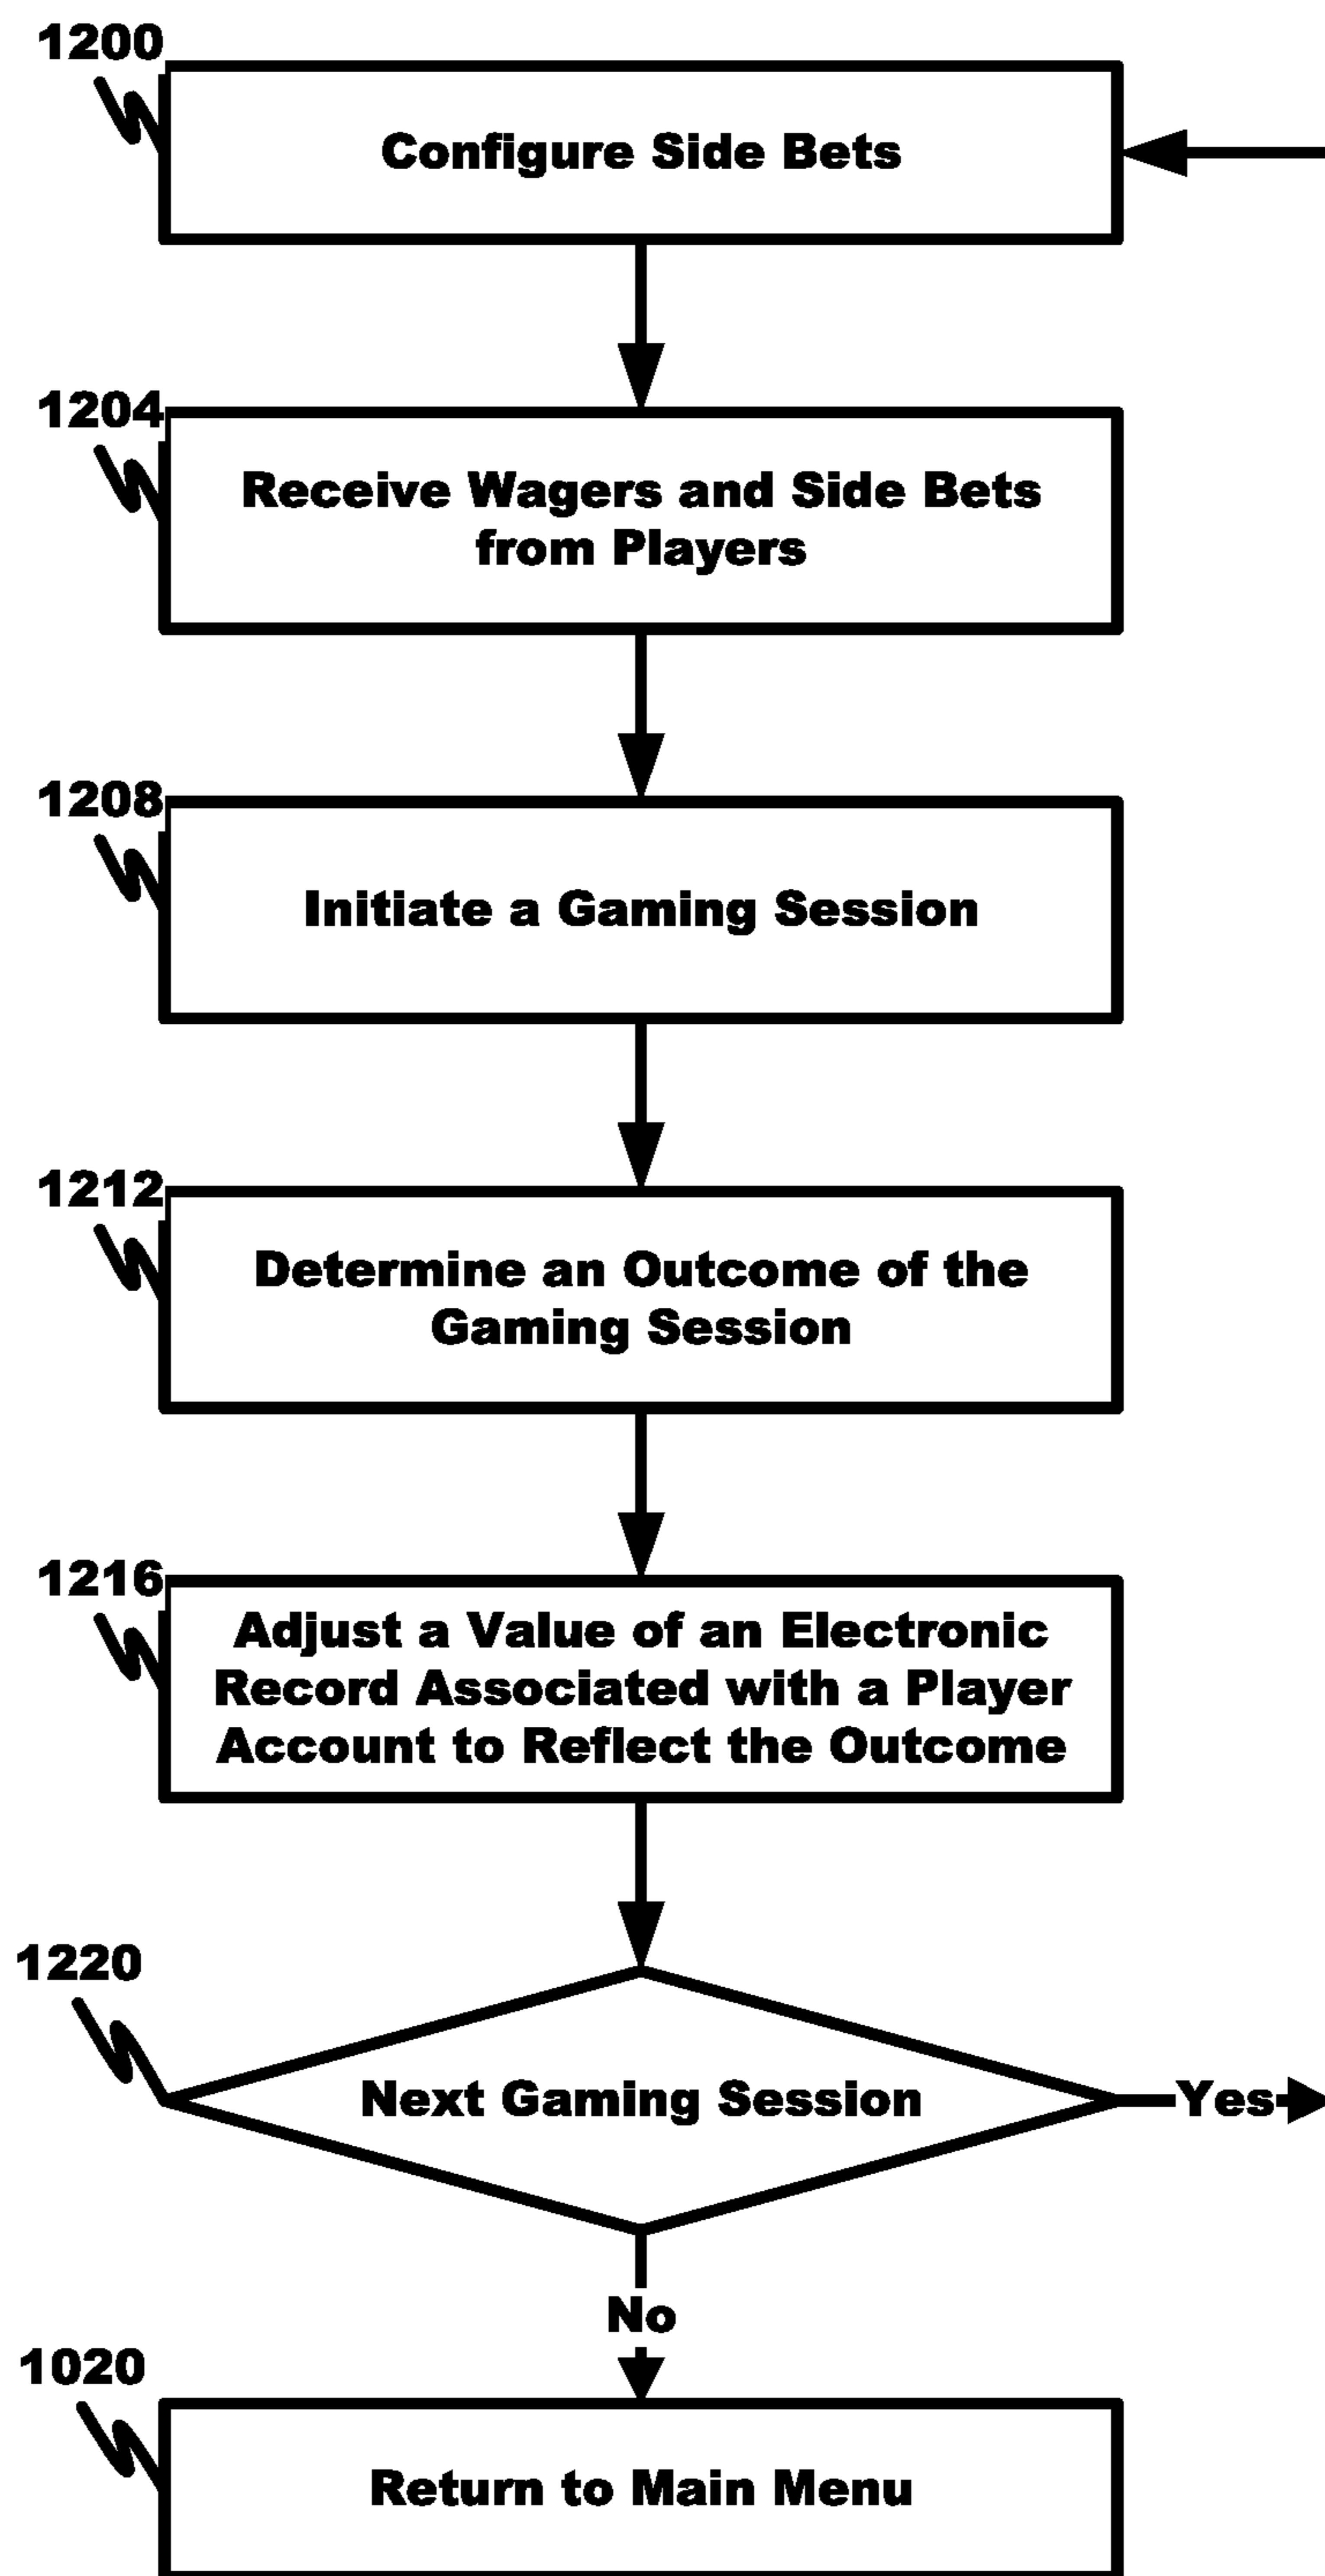 1200
Configure Side Bets
1204
Receive Wagers and Side Bets
from Players
1208
Initiate a Gaming Session
1212
Determine an Outcome of the
Gaming Session
1216
Adjust a Value of an Electronic
Record Associated with a Player
Account to Reflect the Outcome
1220
Next Gaming Session
Yes
No
1020
Return to Main Menu